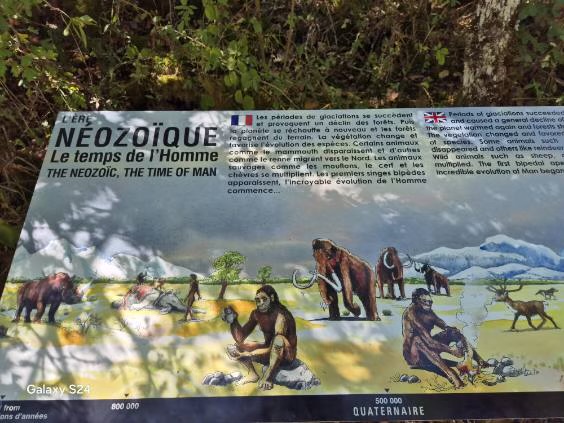 L'ÈRE
NÉOZOÏQUE
Le temps de l'Homme
THE NEOZOIC, THE TIME OF MAN
Les périodes de glaciations se succèdent
et provoquent un déclin des forêts. Puis
la planète se réchauffe à nouveau et les forêts
regagnent du terrain. La végétation change et
favorise l'évolution des espèces. Certains animaux
comme le mammouth disparaissent et d'autres
comme le renne migrent vers le Nord. Les animaux
sauvages comme les mouflons, le cerf et les
chèvres se multiplient. Les premiers singes bipèdes
apparaissent, l'incroyable évolution de l'Homme
commence...
Periods of glaciations succeeded
and caused a general decline of
the planet warmed again and forests
the vegetation changed and favored
of species. Some animals such
disappeared and others like reindeer
Wild animals such as sheep,
multiplied. The first bipedal ape
incredible evolution of Man began
Galaxy S24
from
ons d'années
800 000
500 000
QUATERNAIRE